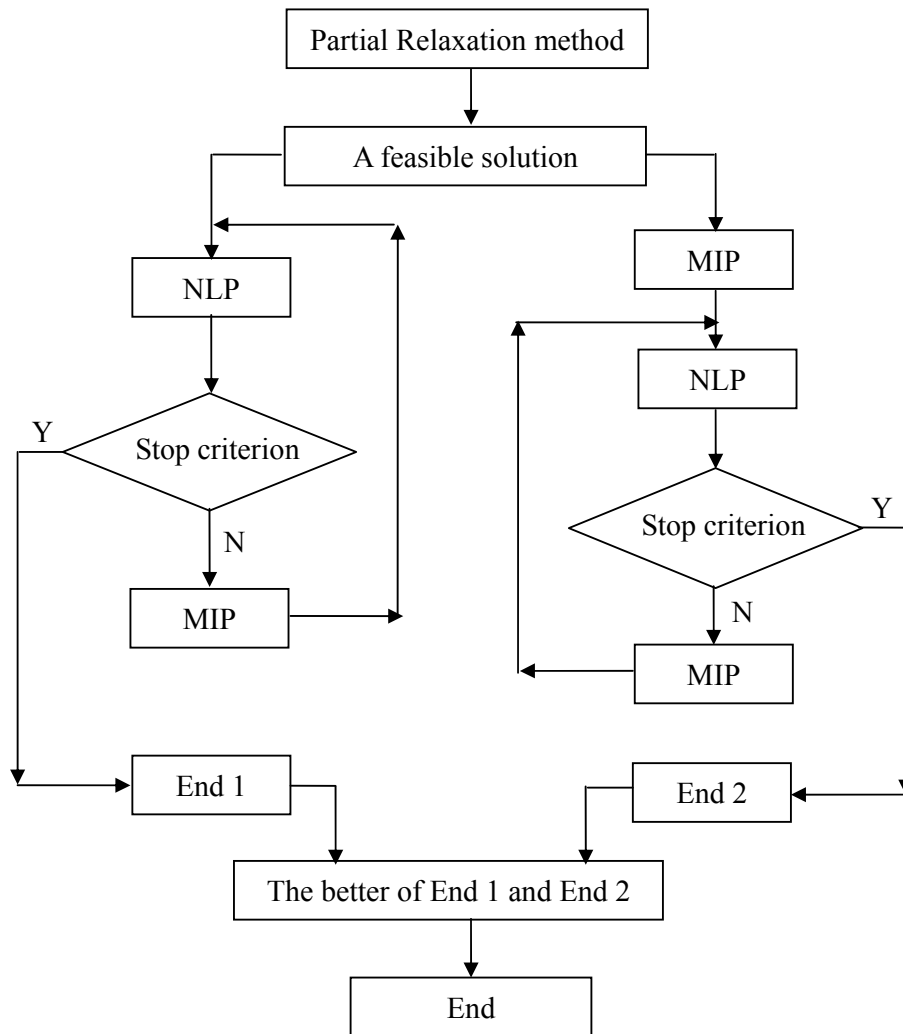 Partial Relaxation method
A feasible solution
NLP
Stop criterion
Y
N
MIP
MIP
NLP
Stop criterion
Y
N
MIP
End 1
End 2
The better of End 1 and End 2
End